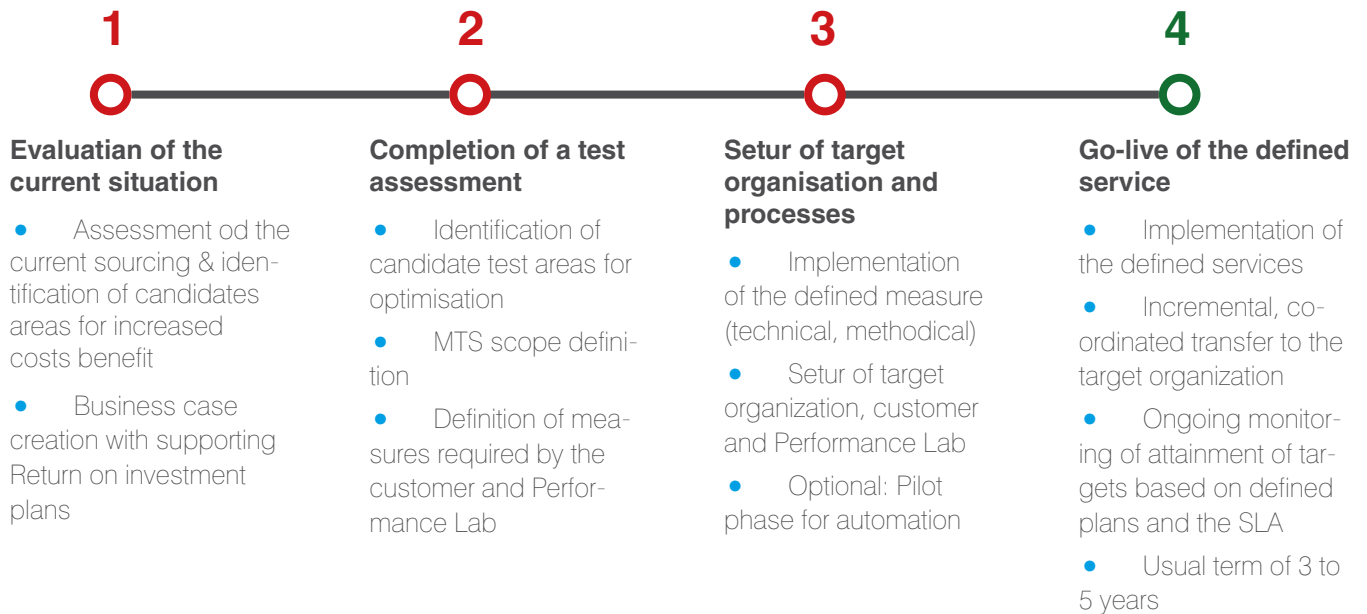 1
Evaluatian of the
current situation
• Assessment od the
current sourcing & iden-
tification of candidates
areas for increased
costs benefit
• Business case
creation with supporting
Return on investment
plans
2
Completion of a test
assessment
• Identification of
candidate test areas for
optimisation
• MTS scope defini-
tion
• Definition of mea-
sures required by the
customer and Perfor-
mance Lab
3
Setur of target
organisation and
processes
• Implementation
of the defined measure
(technical, methodical)
• Setur of target
organization, customer
and Performance Lab
• Optional: Pilot
phase for automation
4
Go-live of the defined
service
• Implementation of
the defined services
• Incremental, co-
ordinated transfer to the
target organization
• Ongoing monitor-
ing of attainment of tar-
gets based on defined
plans and the SLA
• Usual term of 3 to
5 years